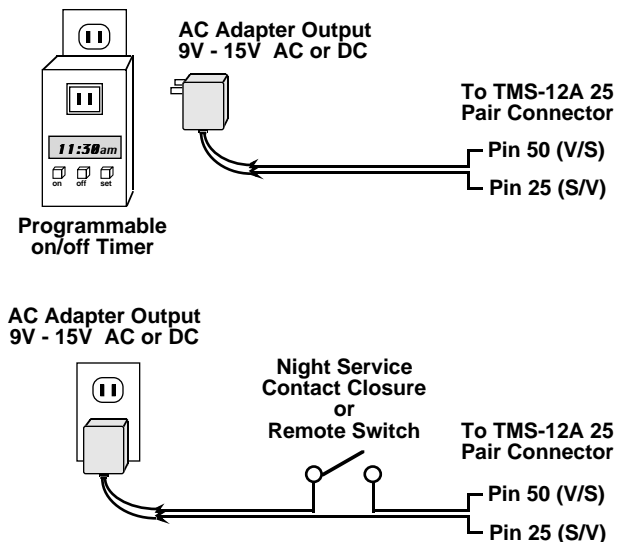 AC Adapter Output
9V - 15V AC or DC
To TMS-12A 25
Pair Connector
Pin 50 (V/S)
Pin 25 (S/V)
11:30am
on off set
Programmable
on/off Timer
AC Adapter Output
9V - 15V AC or DC
Night Service
Contact Closure
or
Remote Switch
To TMS-12A 25
Pair Connector
Pin 50 (V/S)
Pin 25 (S/V)